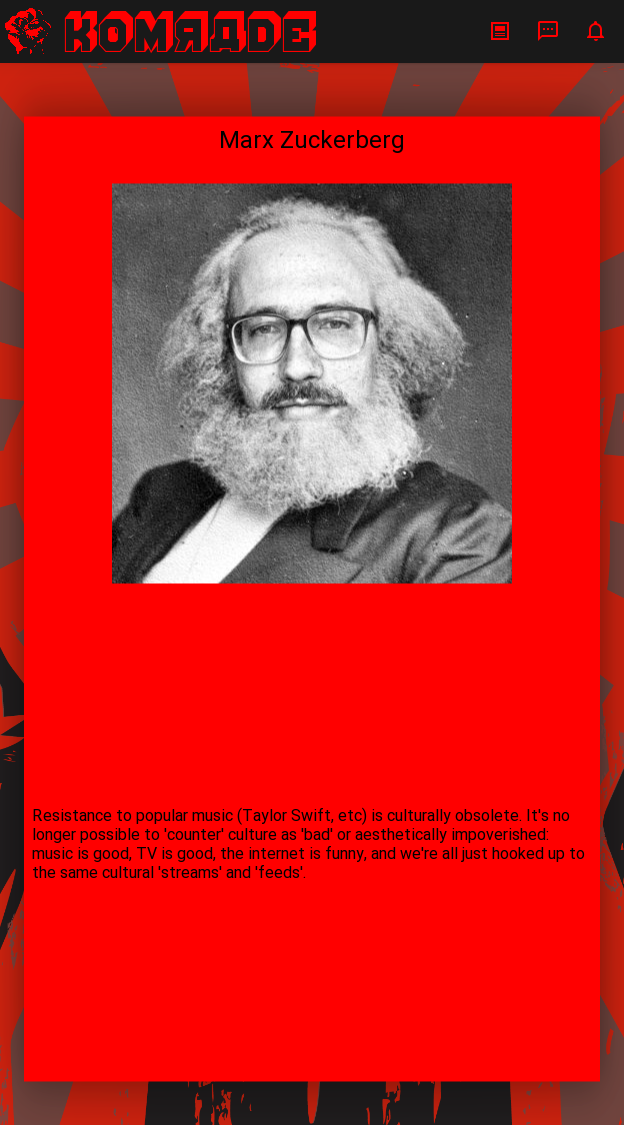 KOMЯAДE
Marx Zuckerberg
Resistance to popular music (Taylor Swift, etc) is culturally obsolete. It's no
longer possible to 'counter' culture as 'bad' or aesthetically impoverished:
music is good, TV is good, the internet is funny, and we're all just hooked up to
the same cultural 'streams' and 'feeds'.